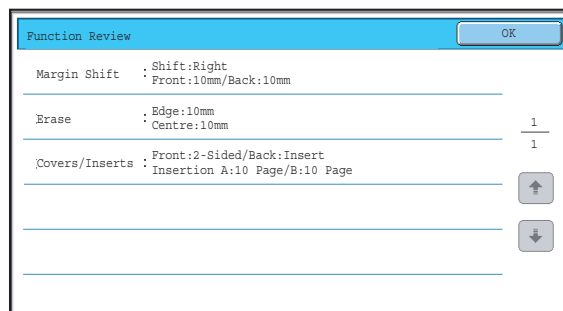 Function Review
OK
Margin Shift : Shift:Right
Front:10mm/Back:10mm
Erase : Edge:10mm
Centre:10mm
Covers/Inserts : Front:2-Sided/Back:Insert
Insertion A:10 Page/B:10 Page
1
1